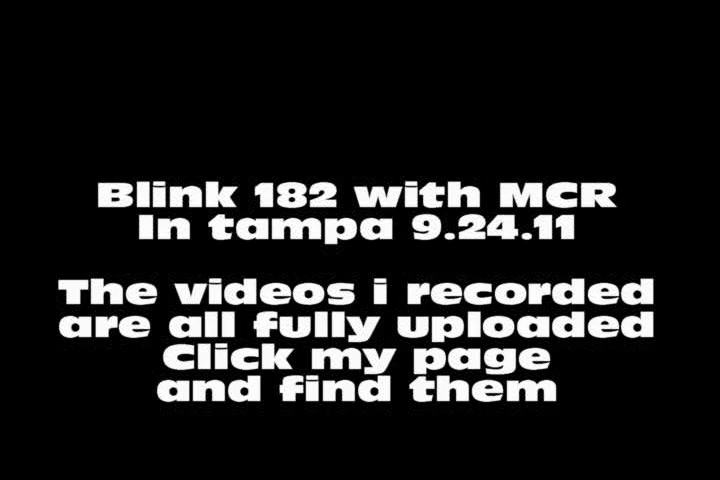 Blink 182 with MCR
In tampa 9.24.11
The videos i recorded
are all fully uploaded
Click my page
and find them